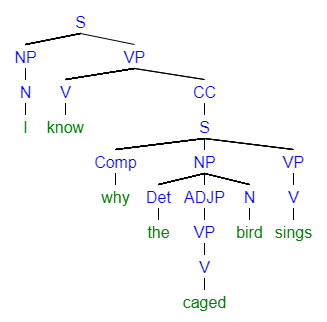 S
NP VP
N V CC
I know S
Comp NP VP
why Det ADJP N V
the VP bird sings
V
caged